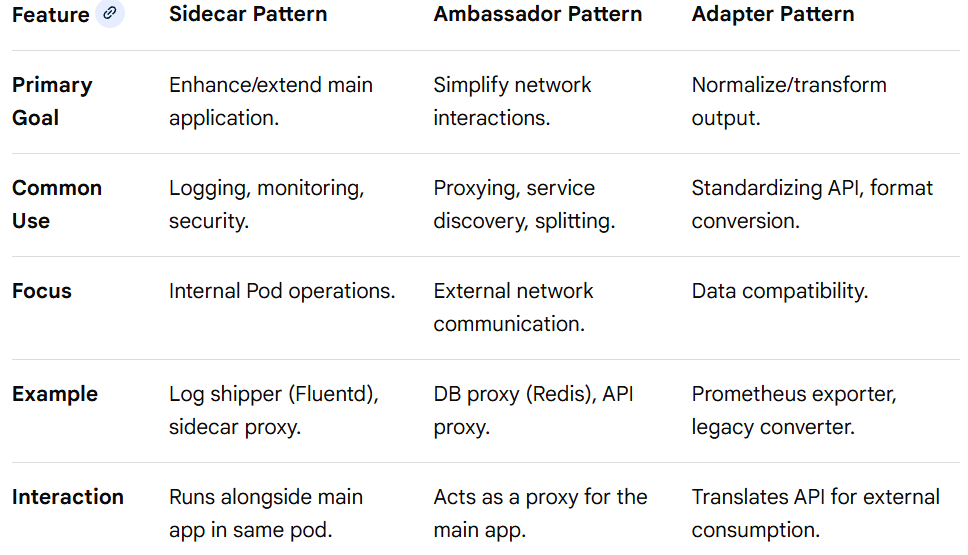 Feature Sidecar Pattern Ambassador Pattern Adapter Pattern
Primary Goal Enhance/extend main application. Simplify network interactions. Normalize/transform output.
Common Use Logging, monitoring, security. Proxying, service discovery, splitting. Standardizing API, format conversion.
Focus Internal Pod operations. External network communication. Data compatibility.
Example Log shipper (Fluentd), sidecar proxy. DB proxy (Redis), API proxy. Prometheus exporter, legacy converter.
Interaction Runs alongside main app in same pod. Acts as a proxy for the main app. Translates API for external consumption.